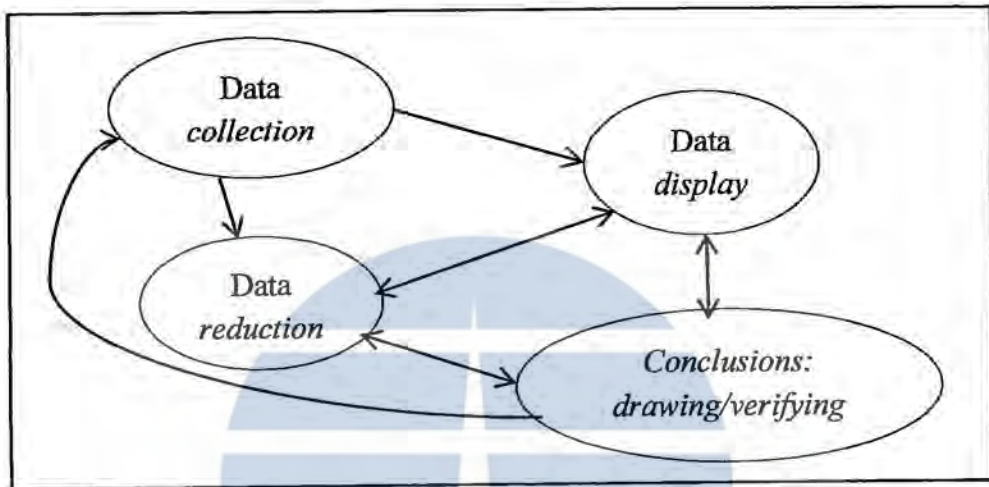 Data
collection
Data
display
Data
reduction
Conclusions:
drawing/verifying